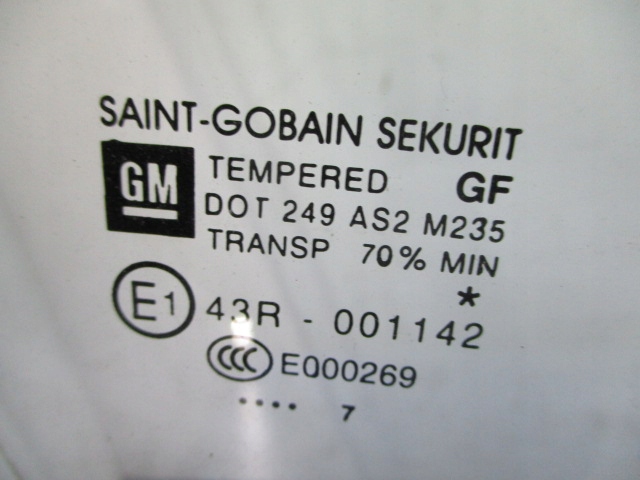 SAINT-GOBAIN SEKURIT
GM TEMPERED GF
DOT 249 AS2 M235
TRANSP 70% MIN
*
E1 43R - 001142
CCC E000269
.... 7